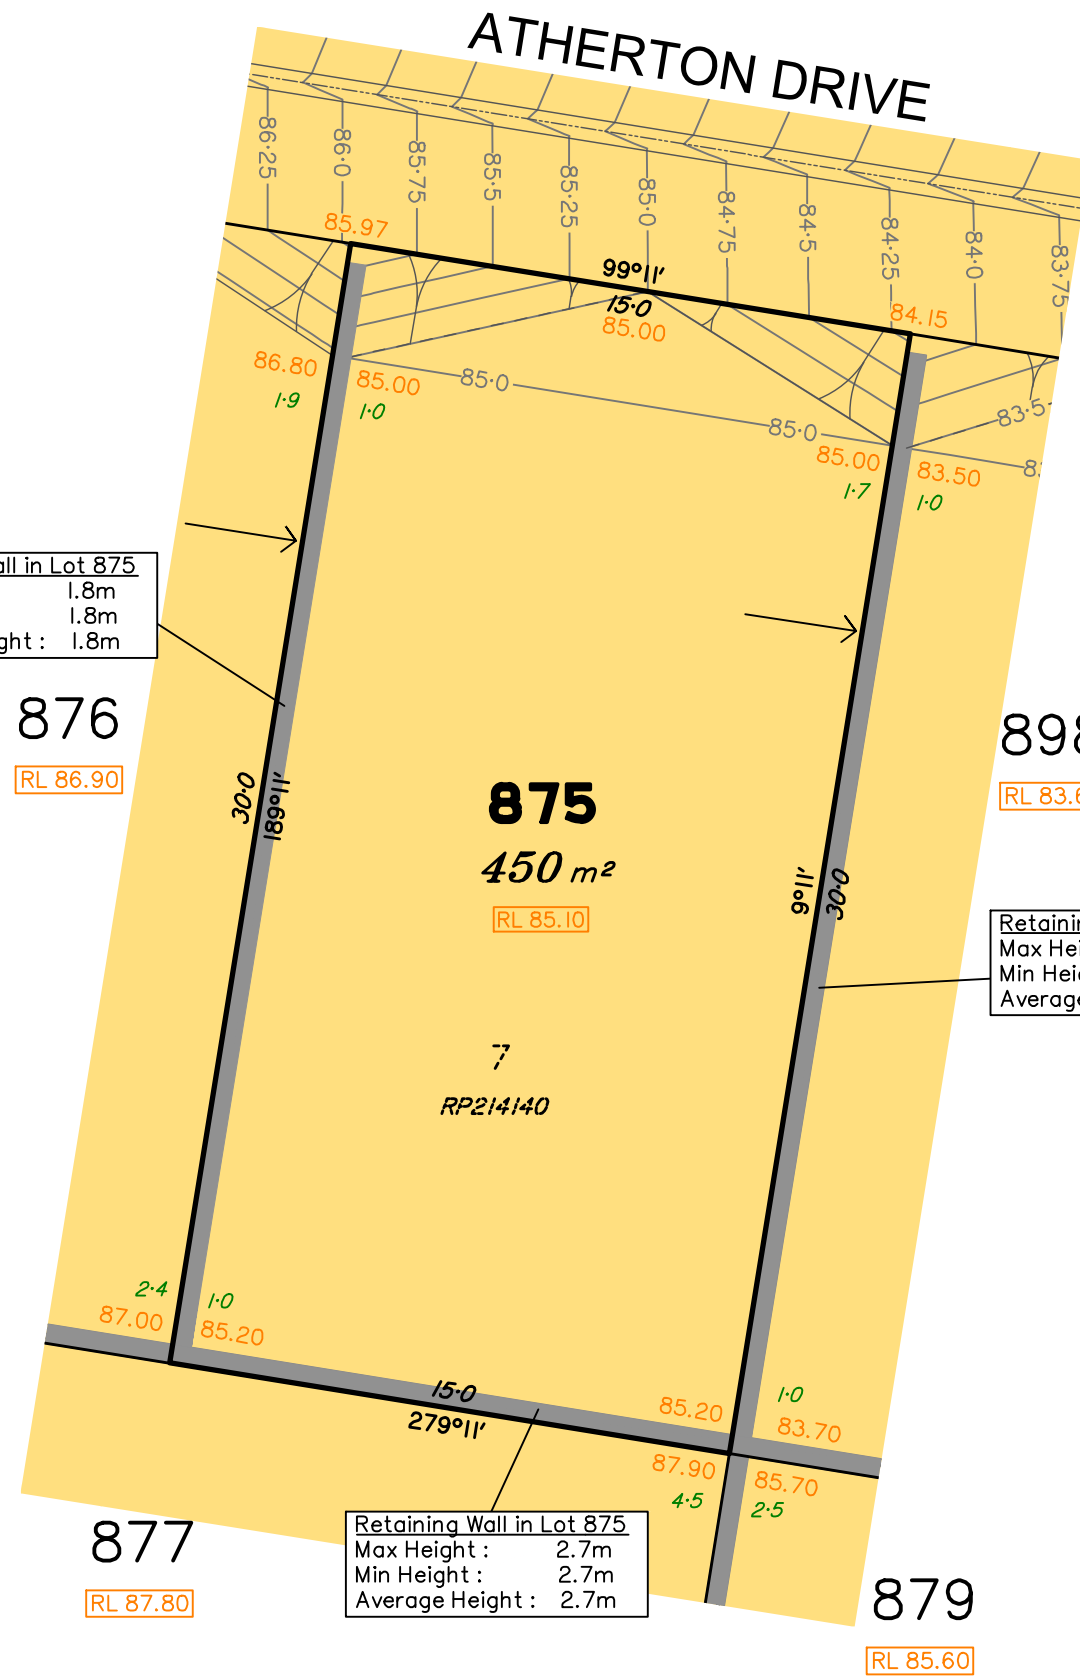 ATHERTON DRIVE
86·25
86·0
85·75
85·5
85·25
85·0
84·75
84·5
84·25
84·0
83·75
85.97
99°11'
15·0
85.00
84.15
86.80
1·9
85.00
1·0
85·0
85·0
85.00
1·7
83.50
1·0
83·5
all in Lot 875
1.8m
1.8m
ght : 1.8m
876
RL 86.90
30·0
189°11'
875
450 m²
RL 85.10
7
RP214140
9°11'
30·0
898
RL 83.6
Retainin
Max Hei
Min Heig
Average
2·4
87.00
1·0
85.20
15·0
279°11'
85.20
1·0
83.70
87.90
4·5
85.70
2·5
877
RL 87.80
Retaining Wall in Lot 875
Max Height : 2.7m
Min Height : 2.7m
Average Height : 2.7m
879
RL 85.60